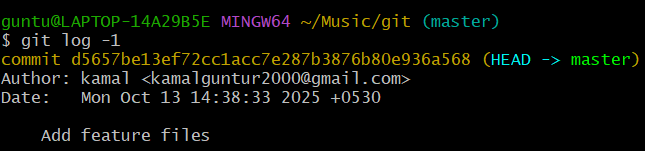 guntu@LAPTOP-14A29B5E MINGW64 ~/Music/git (master)
$ git log -1
commit d5657be13ef72cc1acc7e287b3876b80e936a568 (HEAD -> master)
Author: kamal <kamalguntur2000@gmail.com>
Date:   Mon Oct 13 14:38:33 2025 +0530
    Add feature files